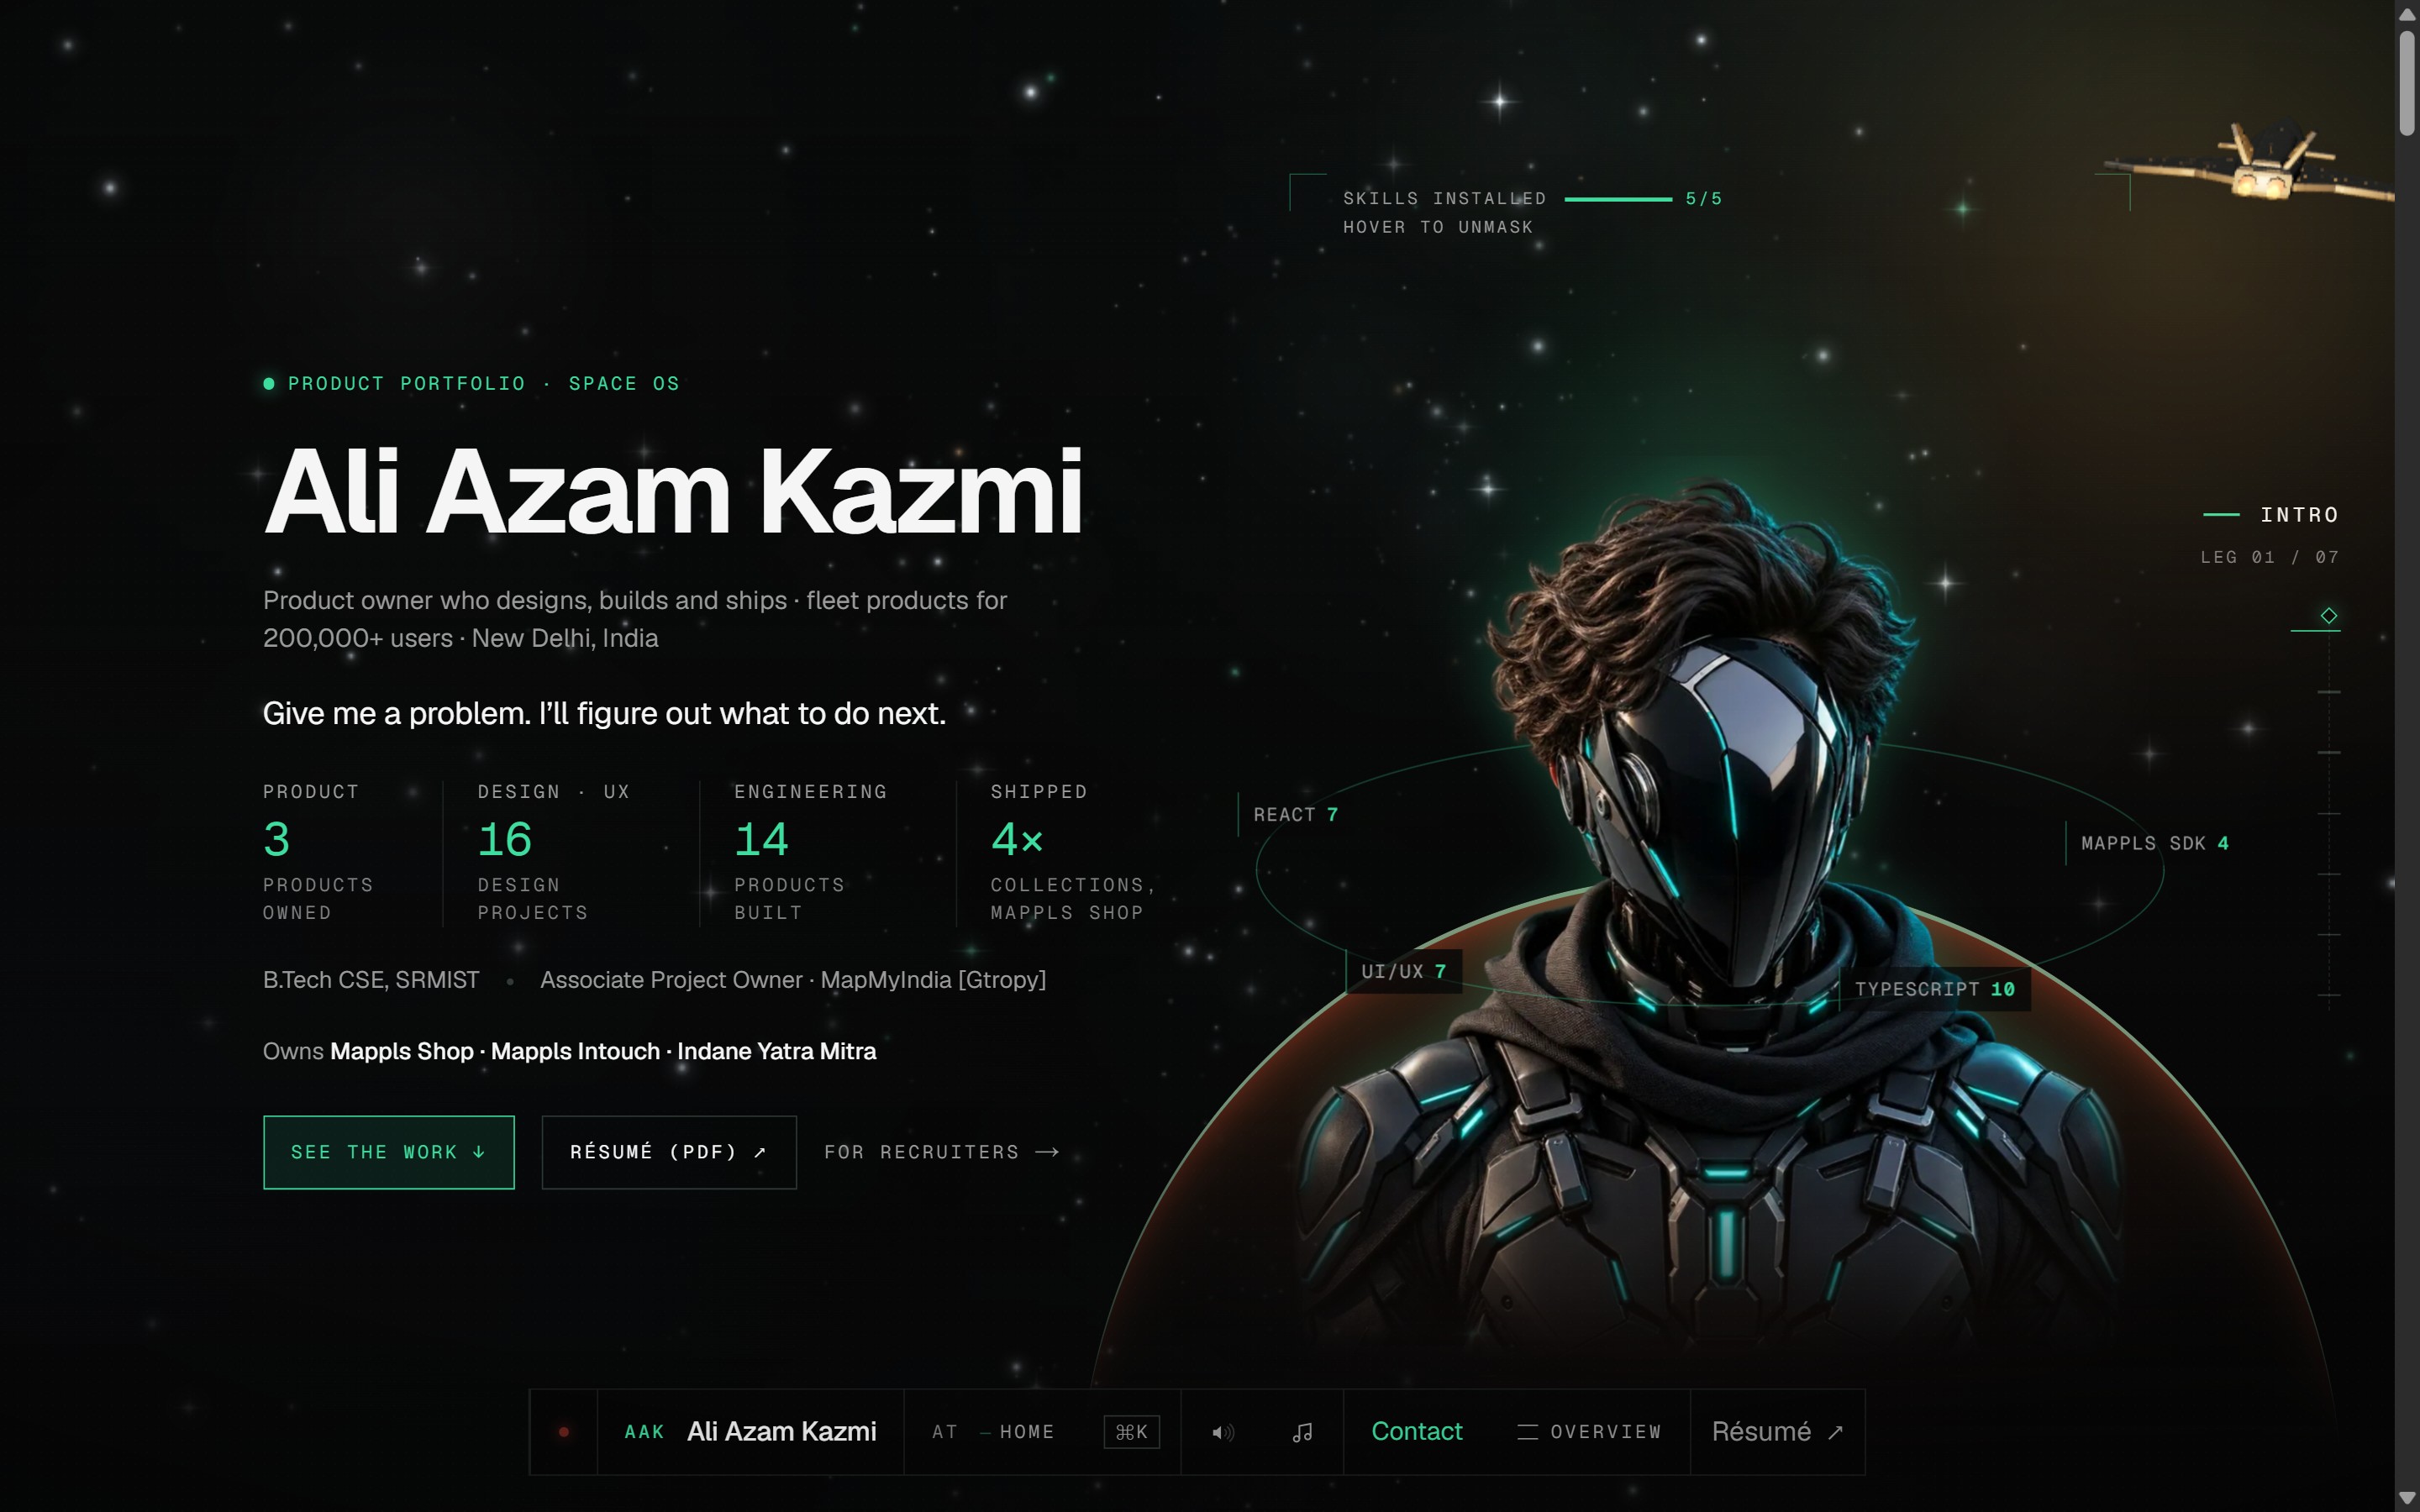 SKILLS INSTALLED 5/5
HOVER TO UNMASK
PRODUCT PORTFOLIO · SPACE OS
Ali Azam Kazmi
Product owner who designs, builds and ships · fleet products for
200,000+ users · New Delhi, India
Give me a problem. I’ll figure out what to do next.
PRODUCT
3
PRODUCTS
OWNED
DESIGN · UX
16
DESIGN
PROJECTS
ENGINEERING
14
PRODUCTS
BUILT
SHIPPED
4×
COLLECTIONS,
MAPPLS SHOP
B.Tech CSE, SRMIST • Associate Project Owner · MapMyIndia [Gtropy]
Owns Mappls Shop · Mappls Intouch · Indane Yatra Mitra
SEE THE WORK ↓
RÉSUMÉ (PDF) ↗
FOR RECRUITERS →
INTRO
LEG 01 / 07
REACT 7
MAPPLS SDK 4
UI/UX 7
TYPESCRIPT 10
AAK Ali Azam Kazmi
AT – HOME ⌘K
Contact
OVERVIEW
Résumé ↗